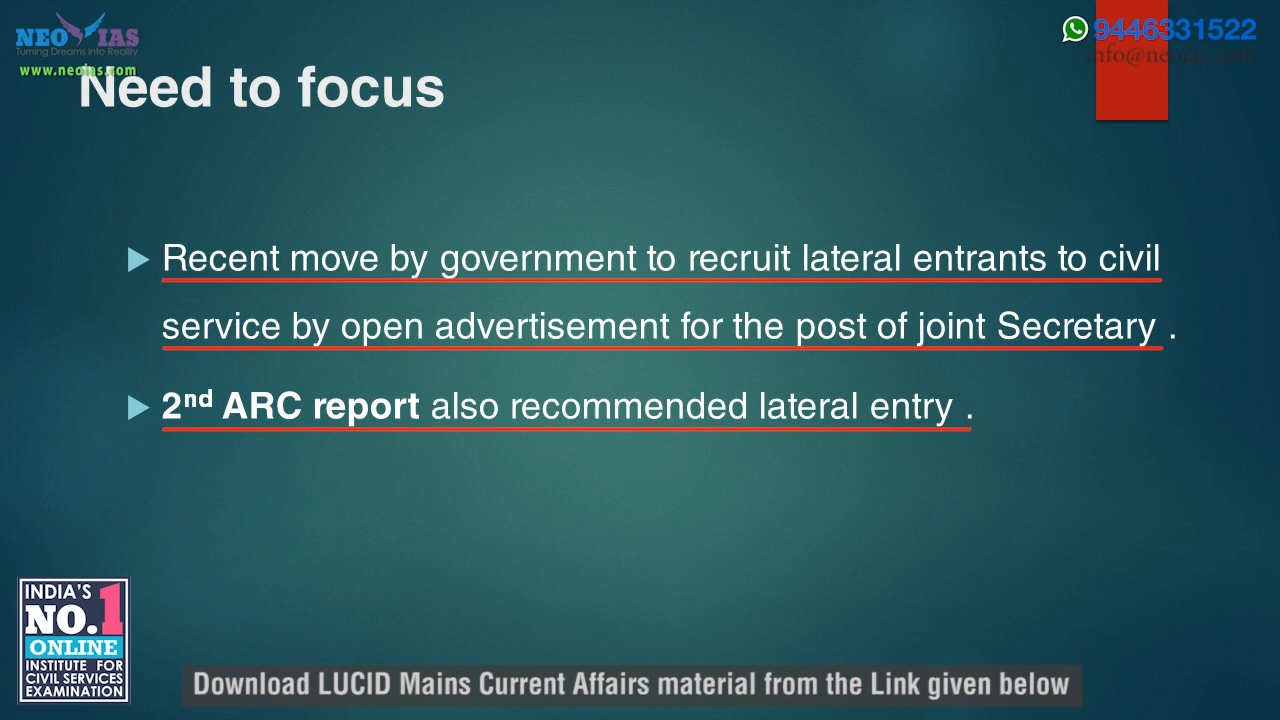 NEO IAS
Turning Dreams into Reality
www.neoias.com
9446331522
info@neoias.com
Need to focus
Recent move by government to recruit lateral entrants to civil
service by open advertisement for the post of joint Secretary .
2nd ARC report also recommended lateral entry .
INDIA'S
NO.1
ONLINE
INSTITUTE FOR
CIVIL SERVICES
EXAMINATION
Download LUCID Mains Current Affairs material from the Link given below